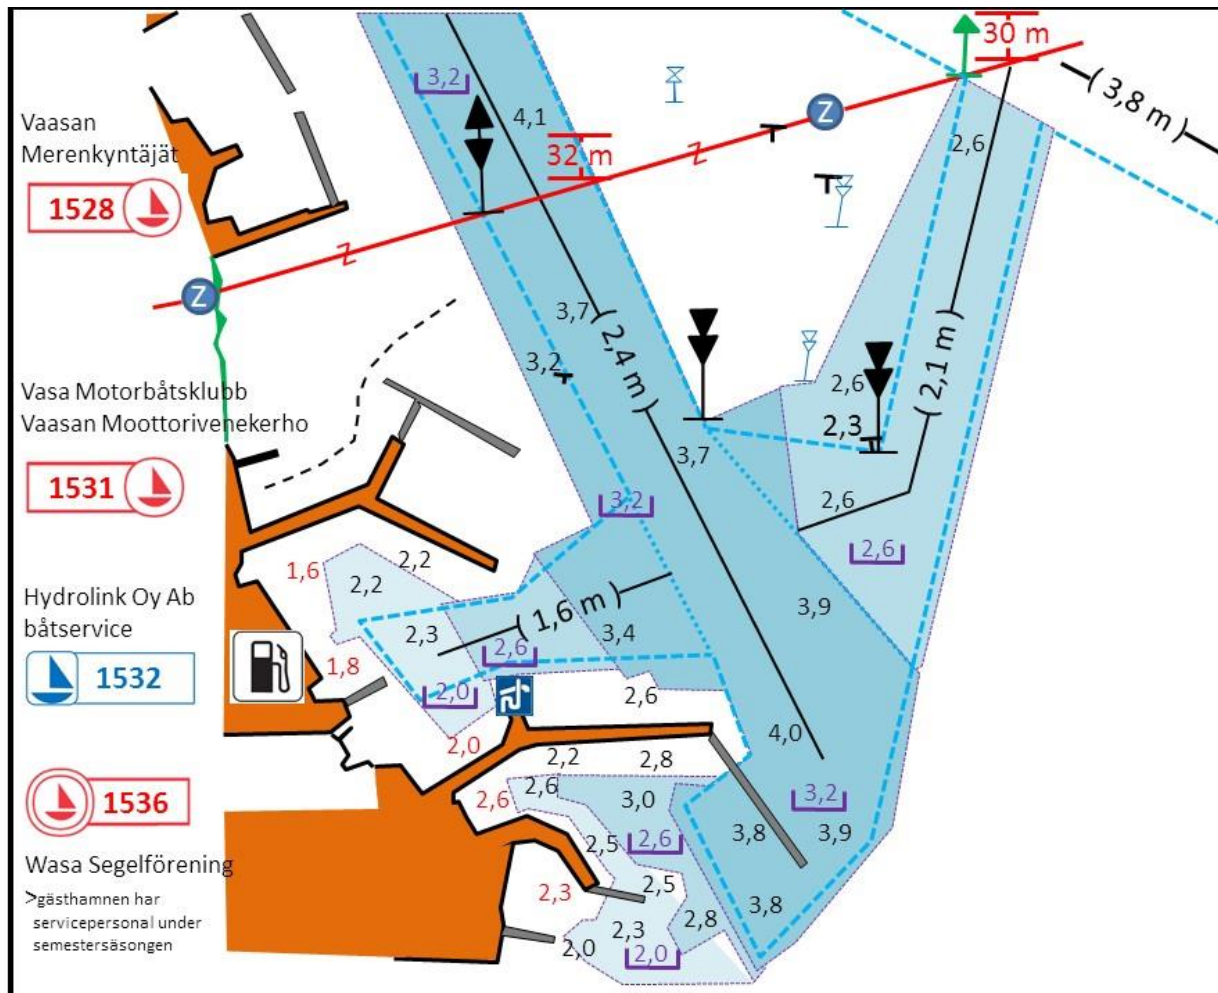 30 m
( 3,8 m )
3,2
4,1
2,6
Vaasan
Merenkyntäjät
32 m
Z
Z
1528
Z
Z
3,7
( 2,4 m )
3,2
2,6
( 2,1 m )
Vasa Motorbåtsklubb
Vaasan Moottorivenekerho
2,3
3,7
1531
3,2
2,6
2,6
2,2
1,6
2,2
Hydrolink Oy Ab
båtservice
( 1,6 m )
3,9
2,3
3,4
2,6
1532
1,8
2,0
2,6
2,0
4,0
2,2
2,8
2,6
2,6
3,0
3,2
1536
2,5
2,6
3,8
3,9
Wasa Segelförening
>gästhamnen har
servicepersonal under
semestersäsongen
2,3
2,5
3,8
2,8
2,3
2,0
2,0